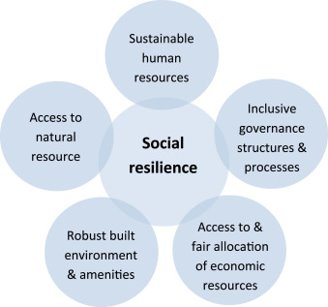 Sustainable
human
resources
Access to
natural
resource
Social
resilience
Inclusive
governance
structures &
processes
Robust built
environment
& amenities
Access to &
fair allocation
of economic
resources